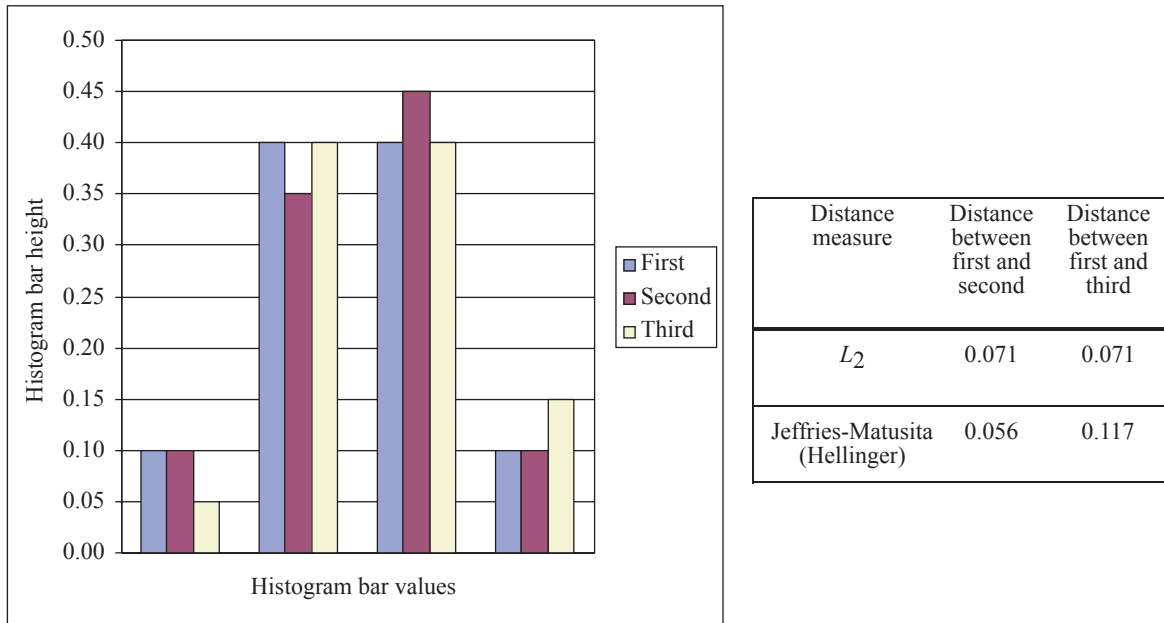 0.50
0.45
0.40
0.35
0.30
0.25
0.20
0.15
0.10
0.05
0.00
Histogram bar height
Histogram bar values
First
Second
Third
Distance measure Distance between first and second Distance between first and third
L2 0.071 0.071
Jeffries-Matusita 0.056 0.117
(Hellinger)